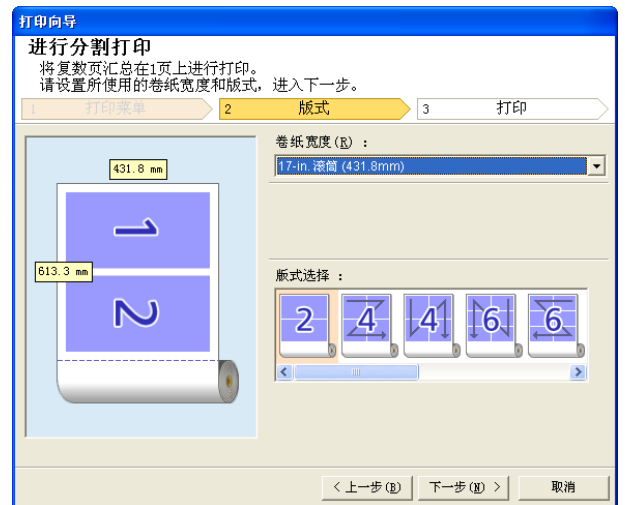 打印向导
进行分割打印
将复数页汇总在1页上进行打印。
请设置所使用的卷纸宽度和版式，进入下一步。
1 打印菜单 2 版式 3 打印
卷纸宽度(R)：
17-in. 滚筒 (431.8mm)
431.8 mm
613.3 mm
1
2
版式选择：
2 4 4 6 6
< 上一步(B) 下一步(N) > 取消